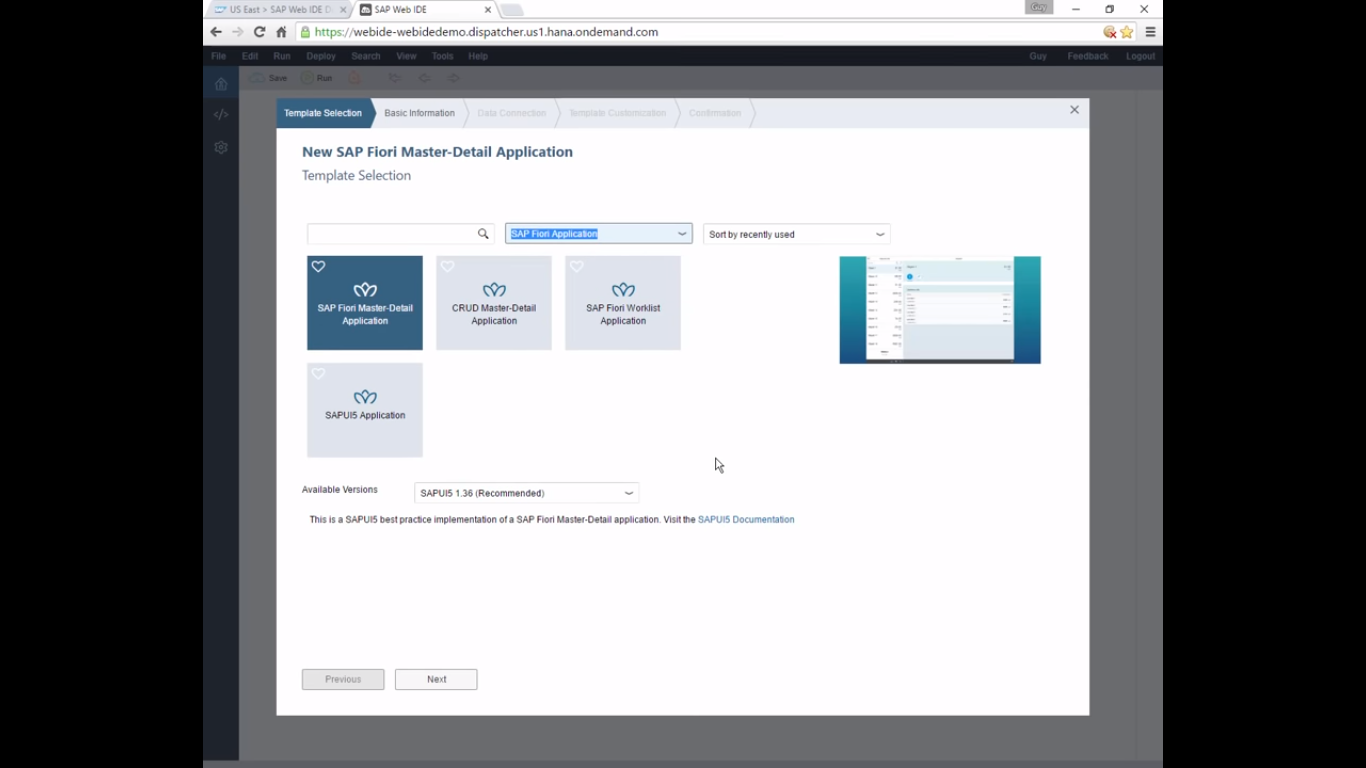 US East > SAP Web IDE D
SAP Web IDE
Guy
https://webide-webidedemo.dispatcher.us1.hana.ondemand.com
File Edit Run Deploy Search View Tools Help Guy Feedback Logout
Save Run
Template Selection Basic Information Data Connection Template Customization Confirmation
New SAP Fiori Master-Detail Application
Template Selection
SAP Fiori Application Sort by recently used
SAP Fiori Master-Detail
Application
CRUD Master-Detail
Application
SAP Fiori Worklist
Application
SAPUI5 Application
Available Versions SAPUI5 1.36 (Recommended)
This is a SAPUI5 best practice implementation of a SAP Fiori Master-Detail application. Visit the SAPUI5 Documentation
Previous Next